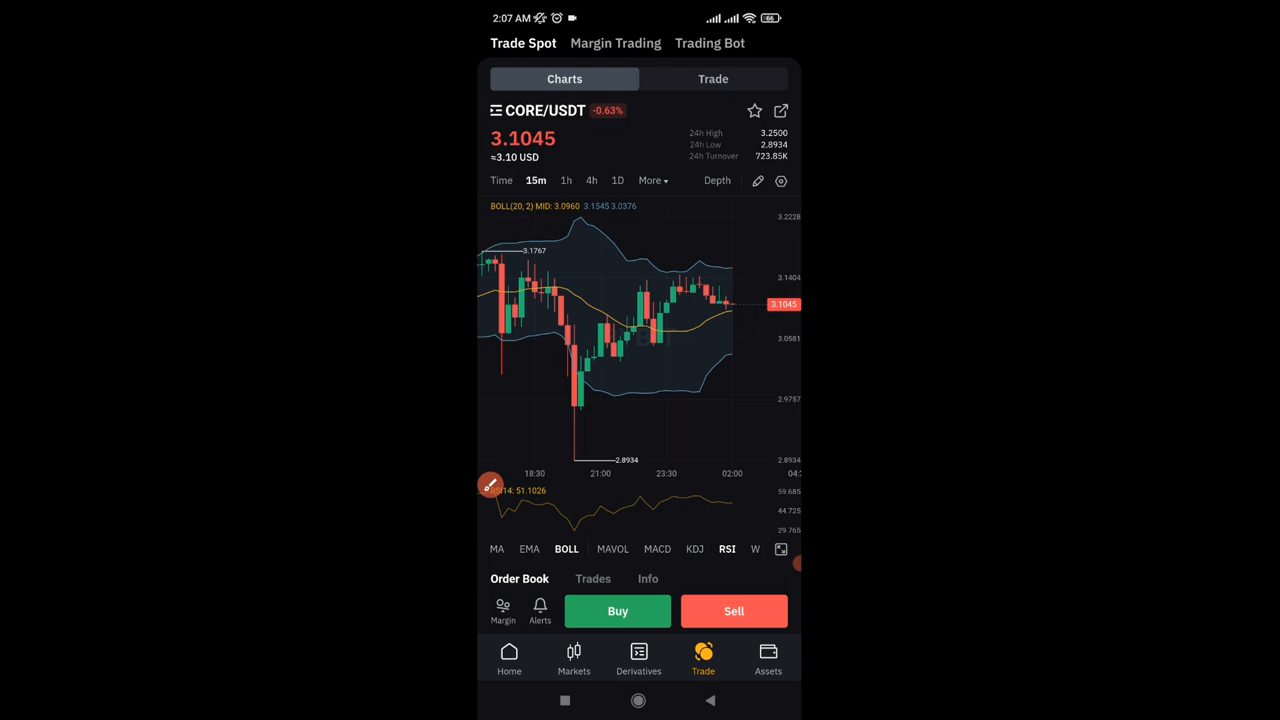 2:07 AM
66
Trade Spot Margin Trading Trading Bot
Charts Trade
CORE/USDT -0.63%
3.1045
≈3.10 USD
24h High 3.2500
24h Low 2.8934
24h Turnover 723.85K
Time 15m 1h 4h 1D More Depth
BOLL(20, 2) MID: 3.0960 3.1545 3.0376
3.2228
3.1767
3.1404
3.1045
3.0581
2.9757
2.8934 2.8934
18:30 21:00 23:30 02:00 04:
RSI14: 51.1026
59.685
44.725
29.765
MA EMA BOLL MAVOL MACD KDJ RSI W
Order Book Trades Info
Margin Alerts Buy Sell
Home Markets Derivatives Trade Assets